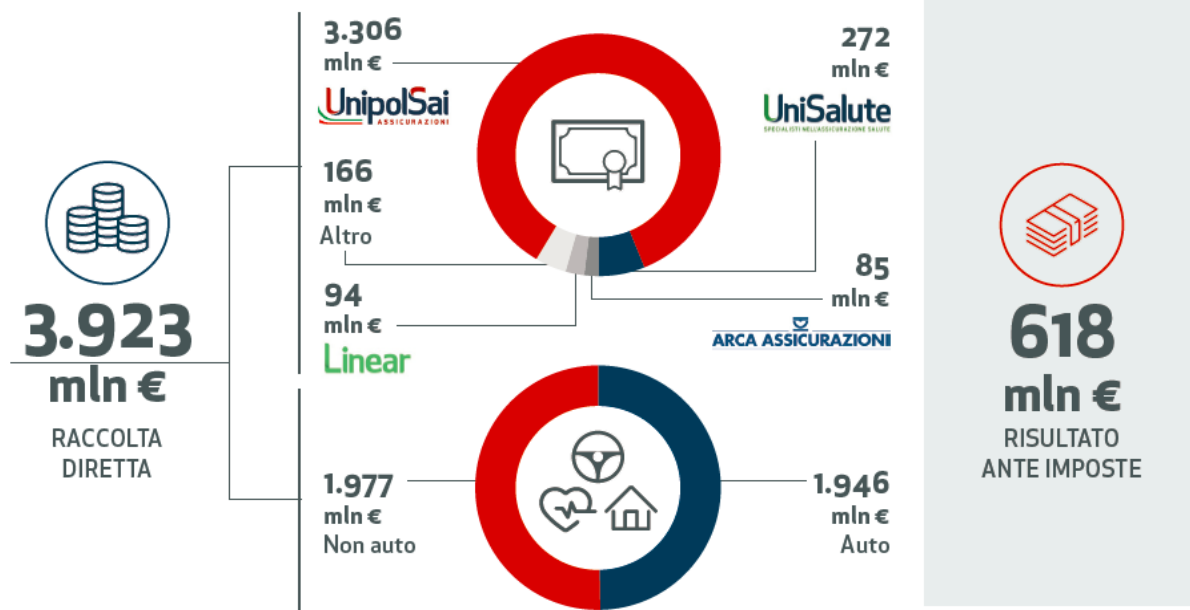 3.923
mln €
RACCOLTA
DIRETTA
3.306
mln €
UnipolSai
ASSICURAZIONI
272
mln €
UniSalute
SPECIALISTI NELL'ASSICURAZIONE SALUTE
166
mln €
Altro
94
mln €
Linear
85
mln €
ARCA ASSICURAZIONI
1.977
mln €
Non auto
1.946
mln €
Auto
618
mln €
RISULTATO
ANTE IMPOSTE